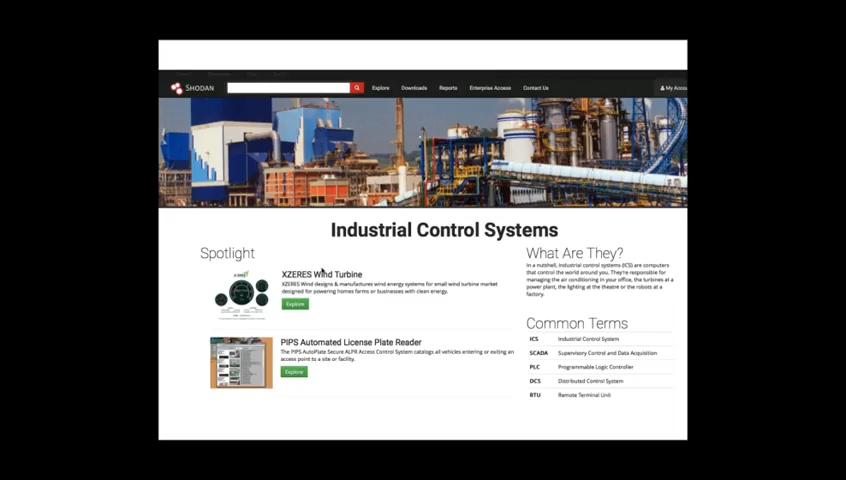 SHODAN
Explore
Downloads
Reports
Enterprise Access
Contact Us
My Accou
Industrial Control Systems
Spotlight
XZERES Wind Turbine
XZERES Wind designs & manufactures wind energy systems for small wind turbine market
designed for powering homes farms or businesses with clean energy.
Explore
PIPS Automated License Plate Reader
The PIPS AutoPlate Secure ALPR Access Control System catalogs all vehicles entering or exiting an
access point to a site or facility.
Explore
What Are They?
In a nutshell, industrial control systems (ICS) are computers
that control the world around you. They're responsible for
managing the air conditioning in your office, the turbines at a
power plant, the lighting at the theatre or the robots at a
factory.
Common Terms
ICS Industrial Control System
SCADA Supervisory Control and Data Acquisition
PLC Programmable Logic Controller
DCS Distributed Control System
RTU Remote Terminal Unit